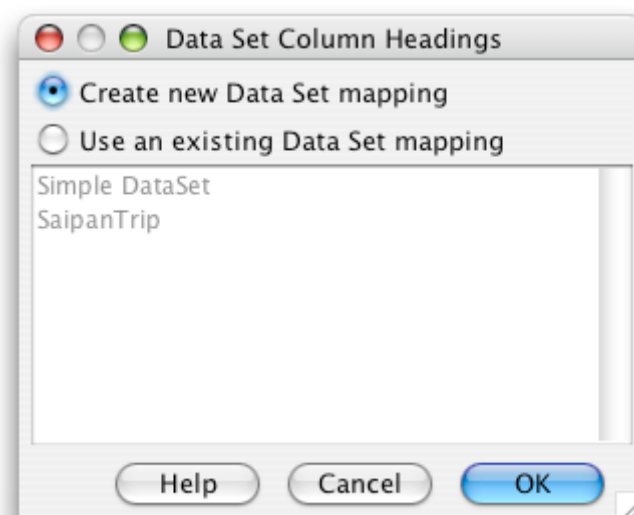 Data Set Column Headings
Create new Data Set mapping
Use an existing Data Set mapping
Simple DataSet
SaipanTrip
Help Cancel OK